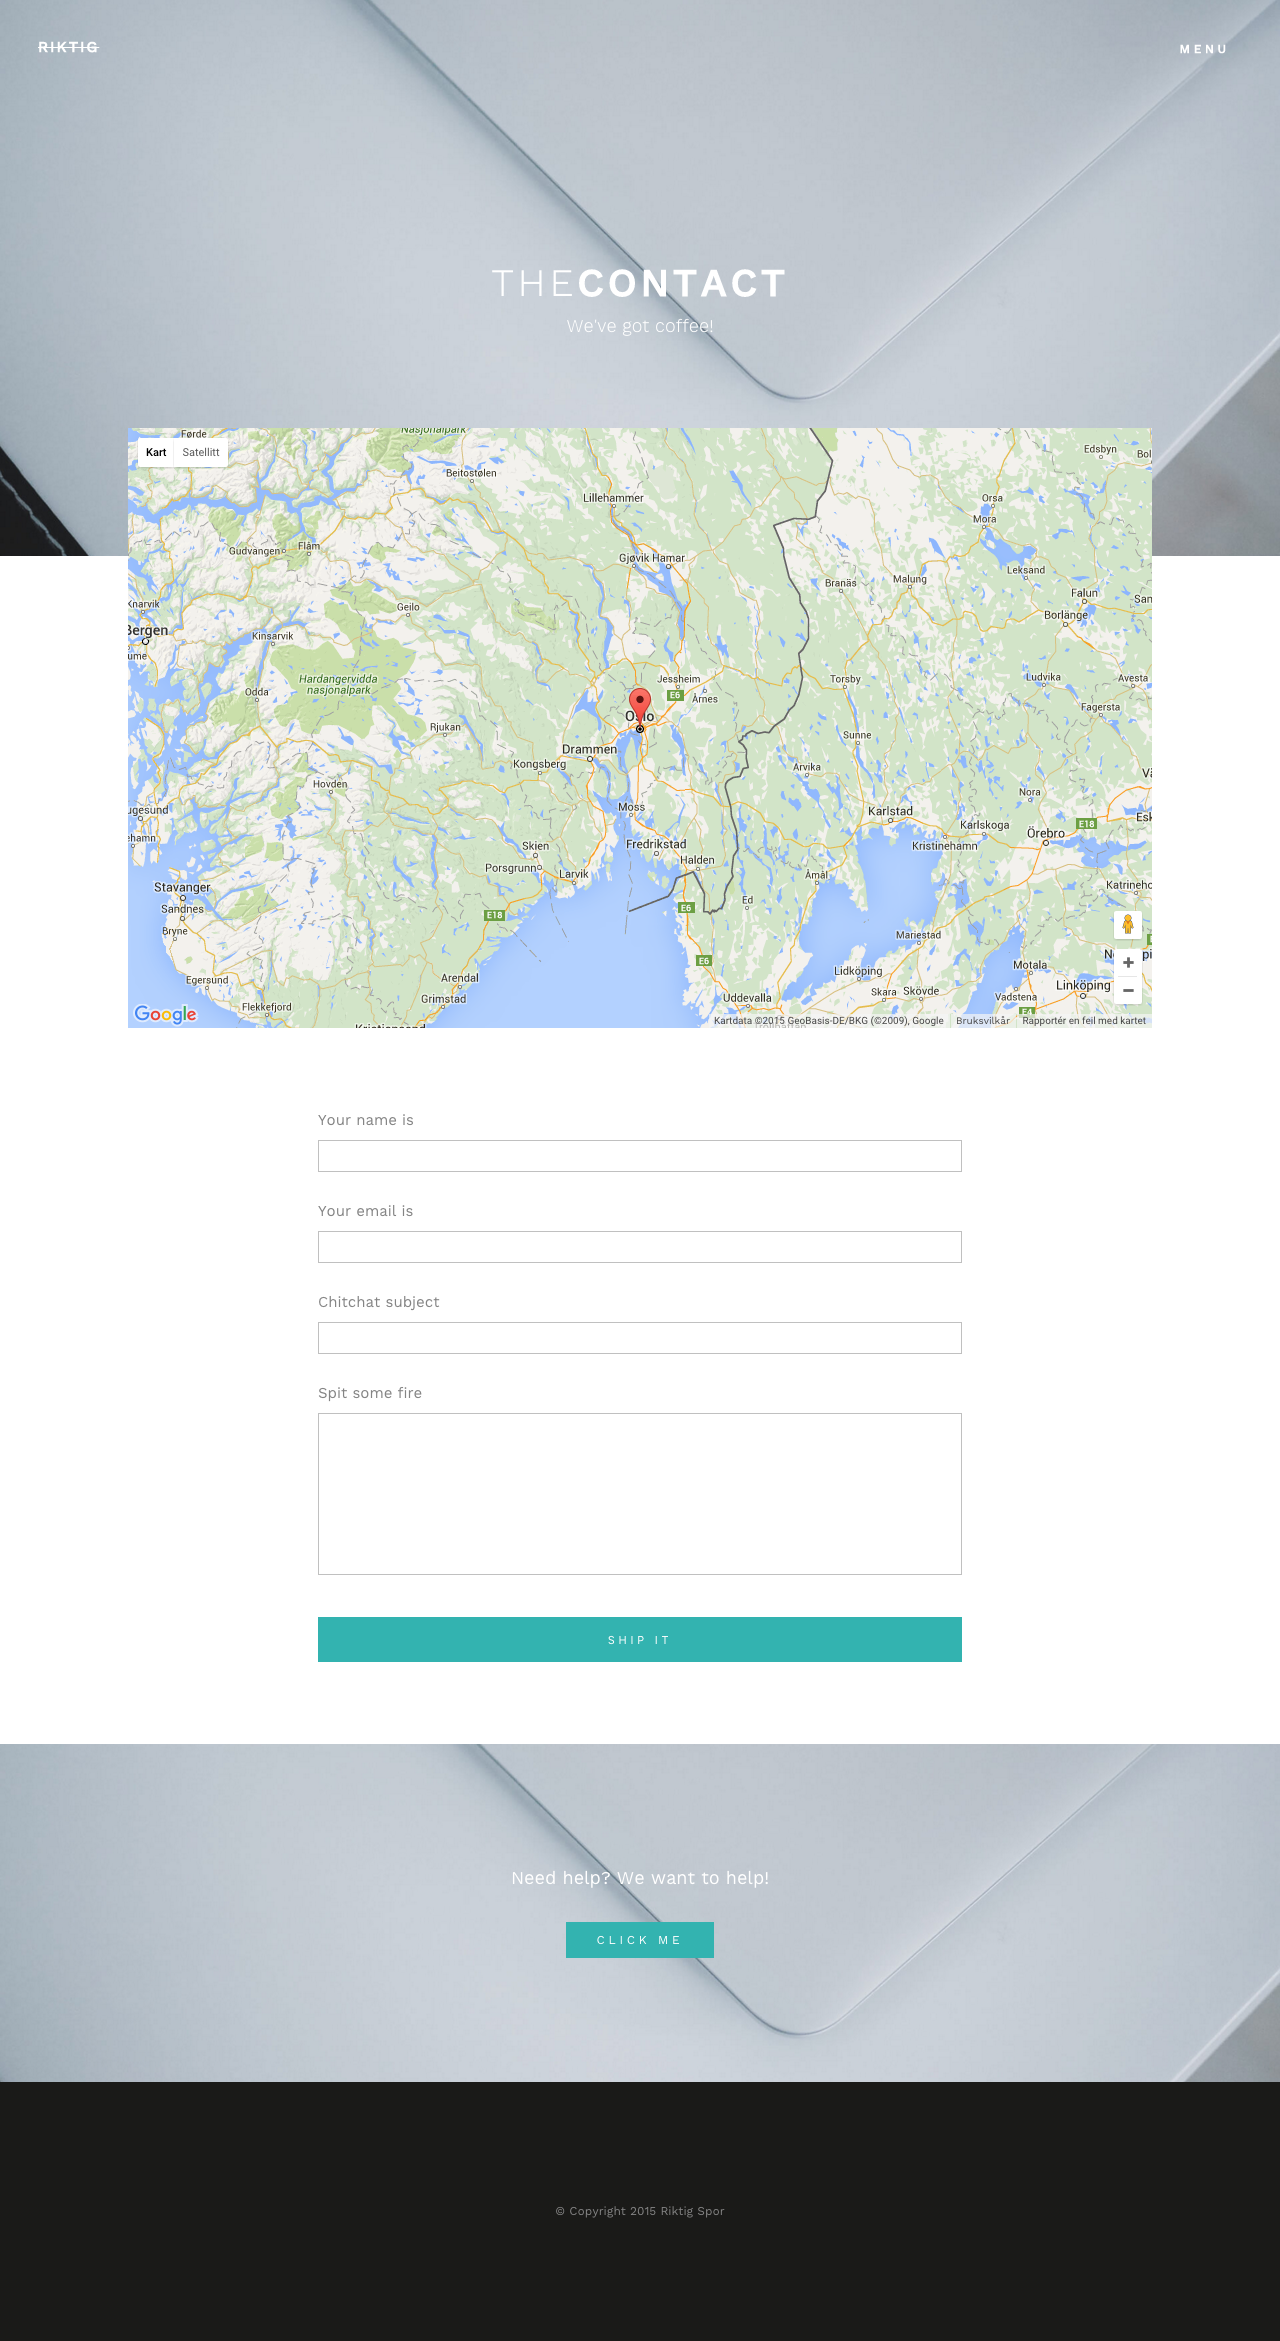 RIKTIG
MENU
THECONTACT
We've got coffee!
Kart Satellitt
Førde
Nasjonalpark
Beitostølen
Edsbyn
Lillehammer
Orsa
Mora
Gudvangen
Flåm
Gjøvik Hamar
Leksand
Branäs
Malung
Falun
Knarvik
Geilo
Borlänge
Bergen
Kinsarvik
Hardangervidda
nasjonalpark
Jessheim
Torsby
Ludvika
Avesta
Odda
E6
Årnes
Fagersta
Oslo
Rjukan
Sunne
Drammen
Kongsberg
Arvika
Hovden
Nora
Moss
Karlstad
Karlskoga
E18
Örebro
Fredrikstad
Kristinehamn
Skien
Halden
Porsgrunn
Larvik
Åmål
Stavanger
Katrineho
Sandnes
E18
E6
Ed
Bryne
Mariestad
E6
Motala
Lidköping
Egersund
Arendal
Linköping
Skara Skövde
Vadstena
Grimstad
Uddevalla
Flekkefjord
E4
Google
Kristiansand
Kartdata ©2015 GeoBasis-DE/BKG (©2009), Google Bruksvilkår Rapportér en feil med kartet
Your name is
Your email is
Chitchat subject
Spit some fire
SHIP IT
Need help? We want to help!
CLICK ME
© Copyright 2015 Riktig Spor